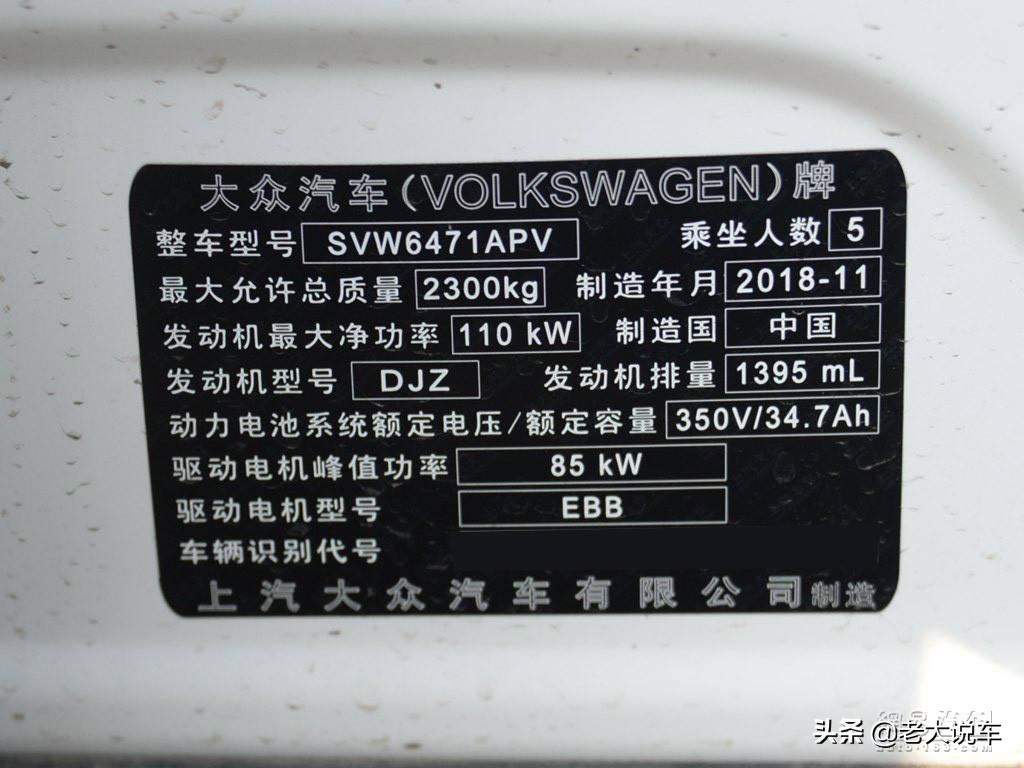 大众汽车(VOLKSWAGEN)牌
整车型号 SVW6471APV 乘坐人数 5
最大允许总质量 2300kg 制造年月 2018-11
发动机最大净功率 110 kW 制造国 中国
发动机型号 DJZ 发动机排量 1395 mL
动力电池系统额定电压/额定容量 350V/34.7Ah
驱动电机峰值功率 85 kW
驱动电机型号 EBB
车辆识别代号
上汽大众汽车有限公司制造
头条 @老大说车
auto.163.com